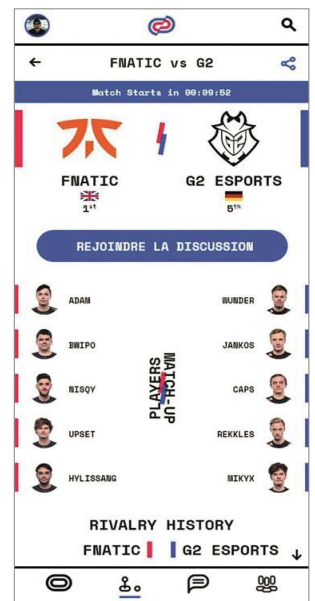 FNATIC vs G2
Match Starts in 00:09:52
FNATIC
G2 ESPORTS
1st
5th
REJOINDRE LA DISCUSSION
ADAM
WUNDER
BWIPO
JANKOS
NISQY
CAPS
UPSET
REKKLES
HYLISSANG
MIKYX
PLAYERS
MATCH-UP
RIVALRY HISTORY
FNATIC
G2 ESPORTS